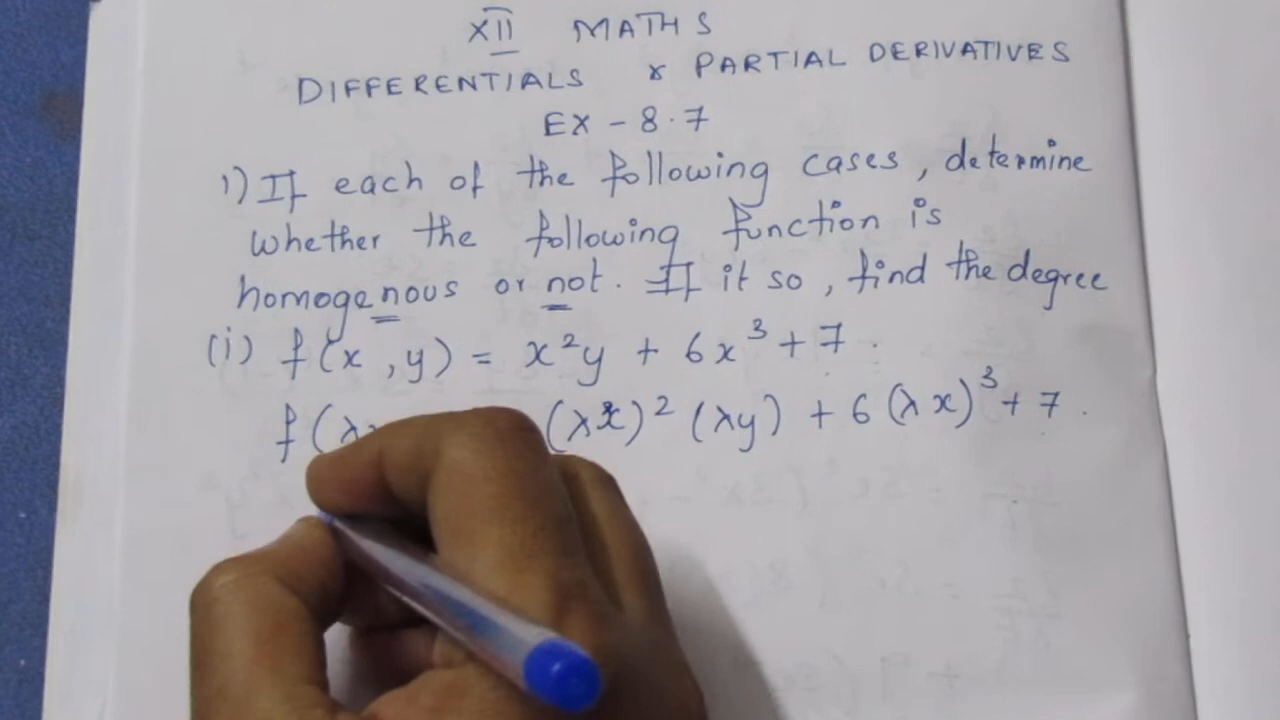 XII MATHS
DIFFERENTIALS & PARTIAL DERIVATIVES
EX - 8.7
1) If each of the following cases, determine
whether the following function is
homogenous or not. If it so, find the degree
(i) f(x, y) = x²y + 6x³ + 7.
f(λ (λx)² (λy) + 6(λx)³ + 7.